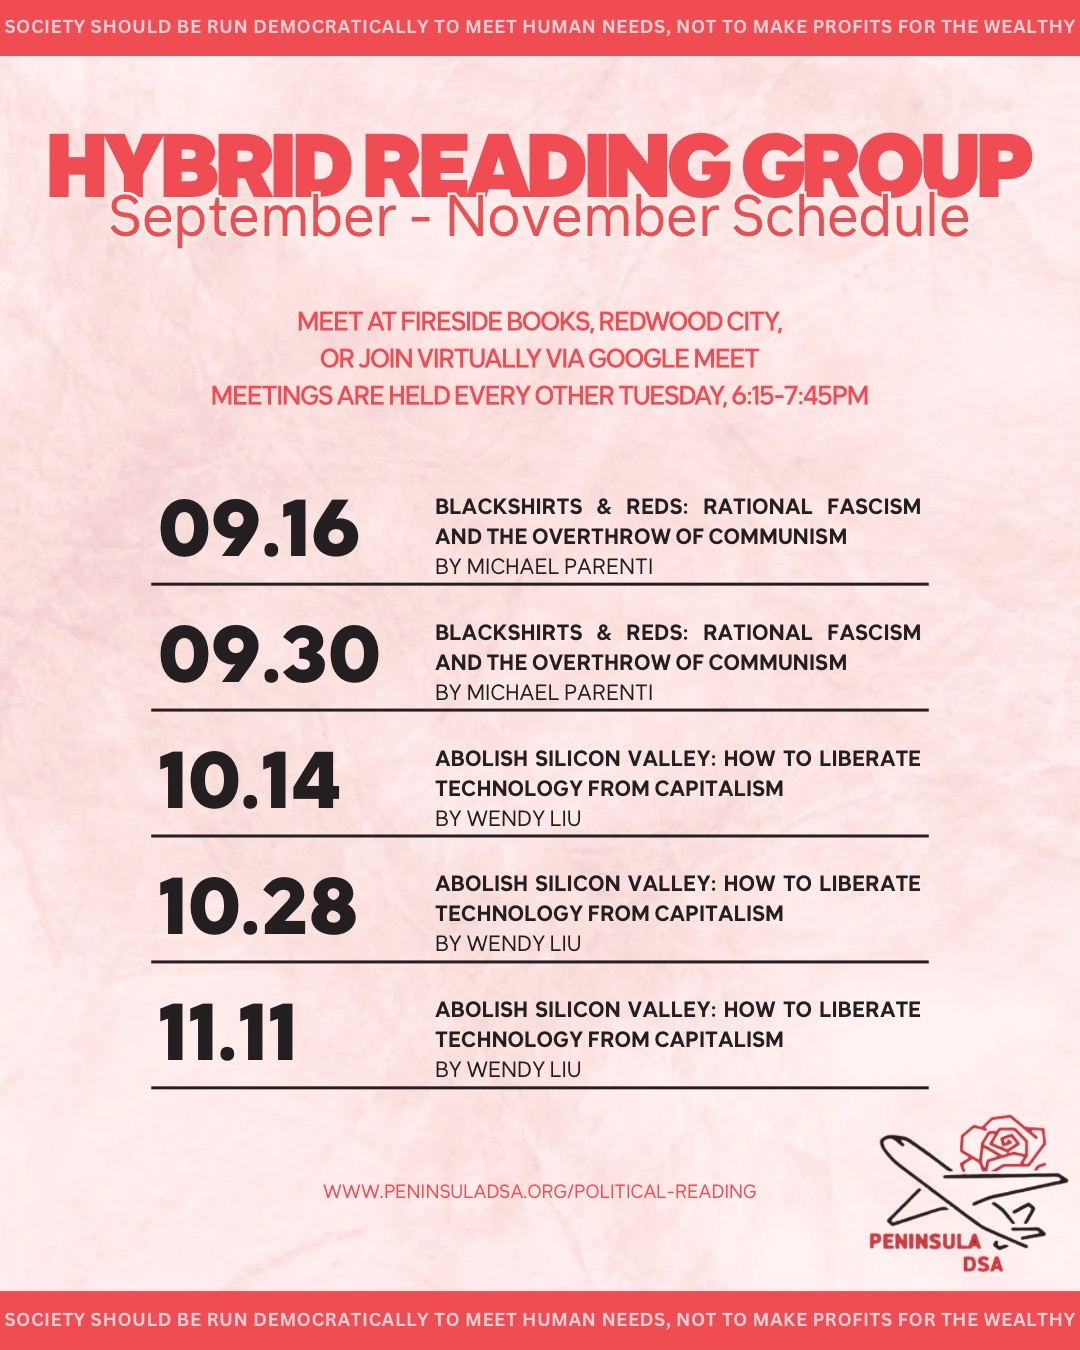 SOCIETY SHOULD BE RUN DEMOCRATICALLY TO MEET HUMAN NEEDS, NOT TO MAKE PROFITS FOR THE WEALTHY
HYBRID READING GROUP
September - November Schedule
MEET AT FIRESIDE BOOKS, REDWOOD CITY,
OR JOIN VIRTUALLY VIA GOOGLE MEET
MEETINGS ARE HELD EVERY OTHER TUESDAY, 6:15-7:45PM
09.16
BLACKSHIRTS & REDS: RATIONAL FASCISM
AND THE OVERTHROW OF COMMUNISM
BY MICHAEL PARENTI
09.30
BLACKSHIRTS & REDS: RATIONAL FASCISM
AND THE OVERTHROW OF COMMUNISM
BY MICHAEL PARENTI
10.14
ABOLISH SILICON VALLEY: HOW TO LIBERATE
TECHNOLOGY FROM CAPITALISM
BY WENDY LIU
10.28
ABOLISH SILICON VALLEY: HOW TO LIBERATE
TECHNOLOGY FROM CAPITALISM
BY WENDY LIU
11.11
ABOLISH SILICON VALLEY: HOW TO LIBERATE
TECHNOLOGY FROM CAPITALISM
BY WENDY LIU
WWW.PENINSULADSA.ORG/POLITICAL-READING
PENINSULA
DSA
SOCIETY SHOULD BE RUN DEMOCRATICALLY TO MEET HUMAN NEEDS, NOT TO MAKE PROFITS FOR THE WEALTHY